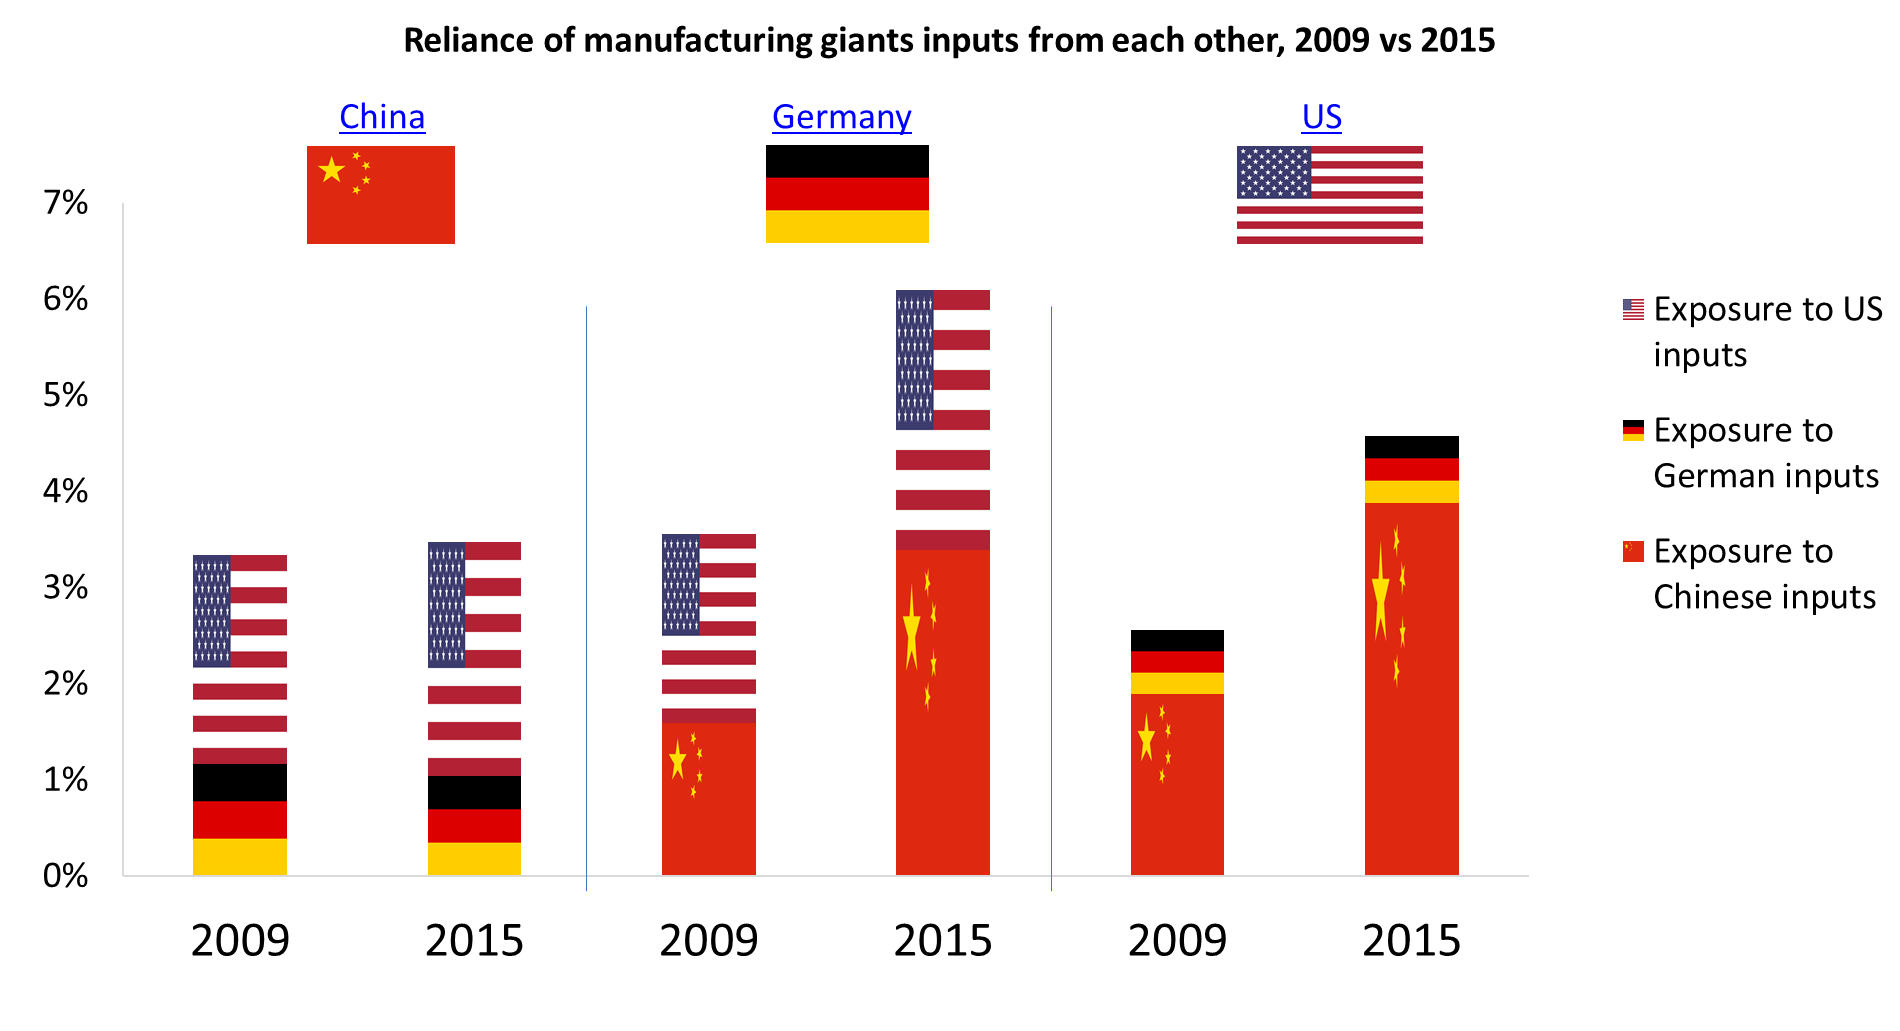 Reliance of manufacturing giants inputs from each other, 2009 vs 2015
China
Germany
US
7%
6%
5%
4%
3%
2%
1%
0%
2009
2015
2009
2015
2009
2015
Exposure to US
inputs
Exposure to
German inputs
Exposure to
Chinese inputs